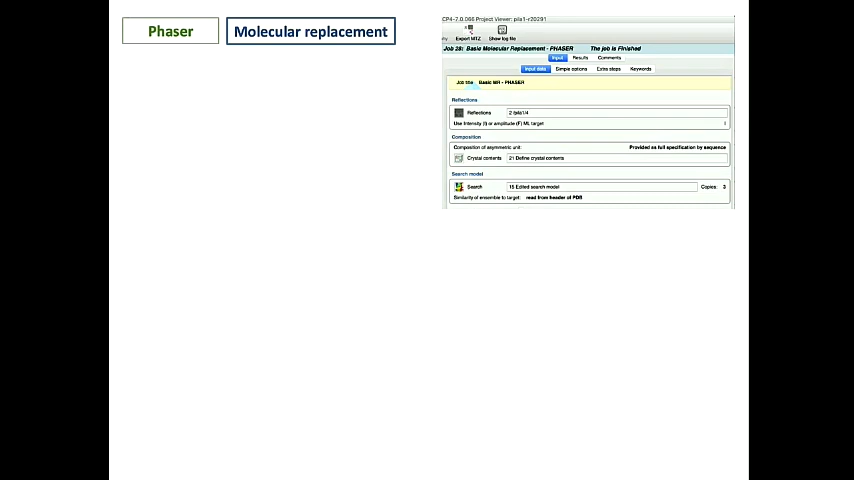 Phaser
Molecular replacement
CP4-7.0.066 Project Viewer: pila1-r20291
Export MTZ Show log file
Job 28: Basic Molecular Replacement - PHASER The job is Finished
Input Results Comments
Input data Simple options Extra steps Keywords
Job title Basic MR - PHASER
Reflections
Reflections
Use Intensity (I) or amplitude (F) ML target
Composition
Composition of asymmetric unit: Provided as full specification by sequence
Crystal contents 21 Define crystal contents
Search model
Search 15 Edited search model Copies: 3
Similarity of ensemble to target: read from header of PDB